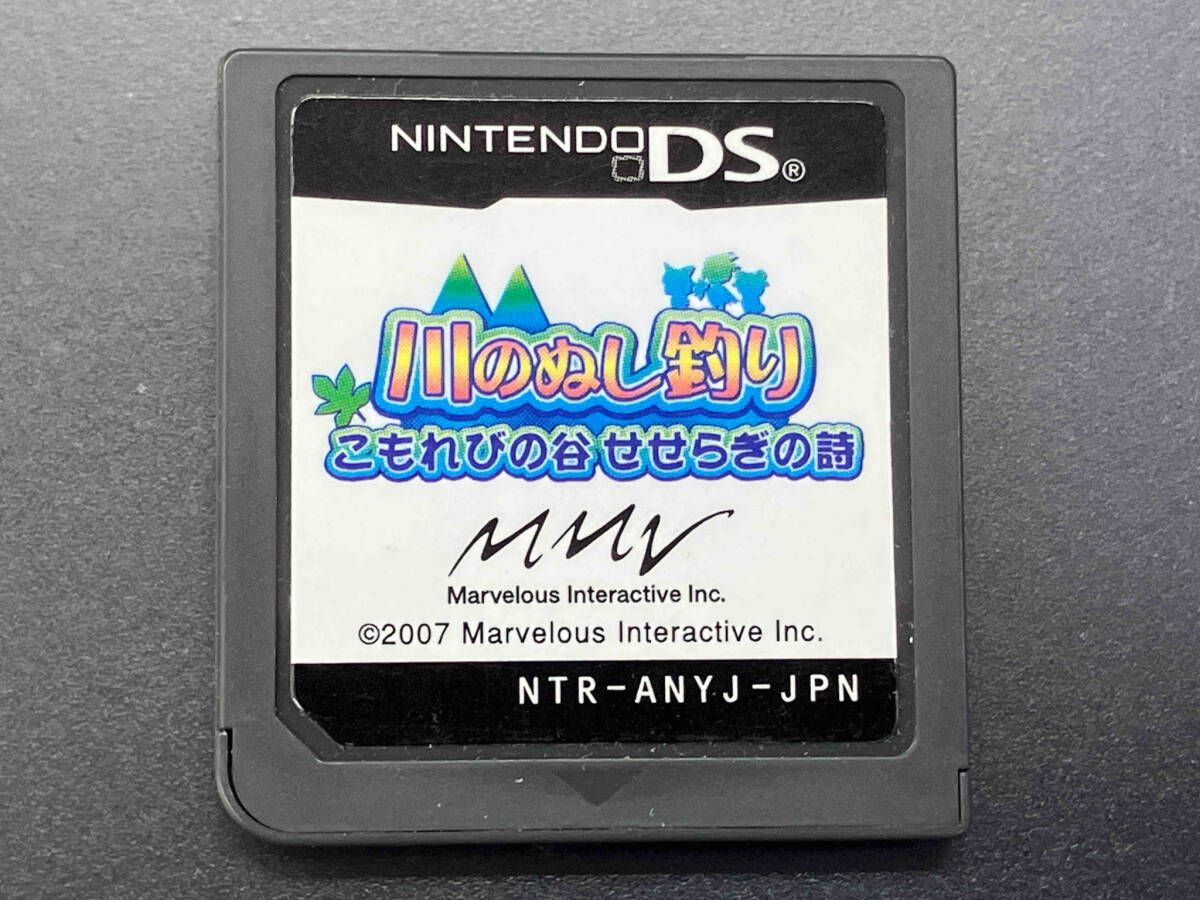 NINTENDO DS®
川のぬし釣り
こもれびの谷 せせらぎの詩
MMV
Marvelous Interactive Inc.
©2007 Marvelous Interactive Inc.
NTR-ANYJ-JPN